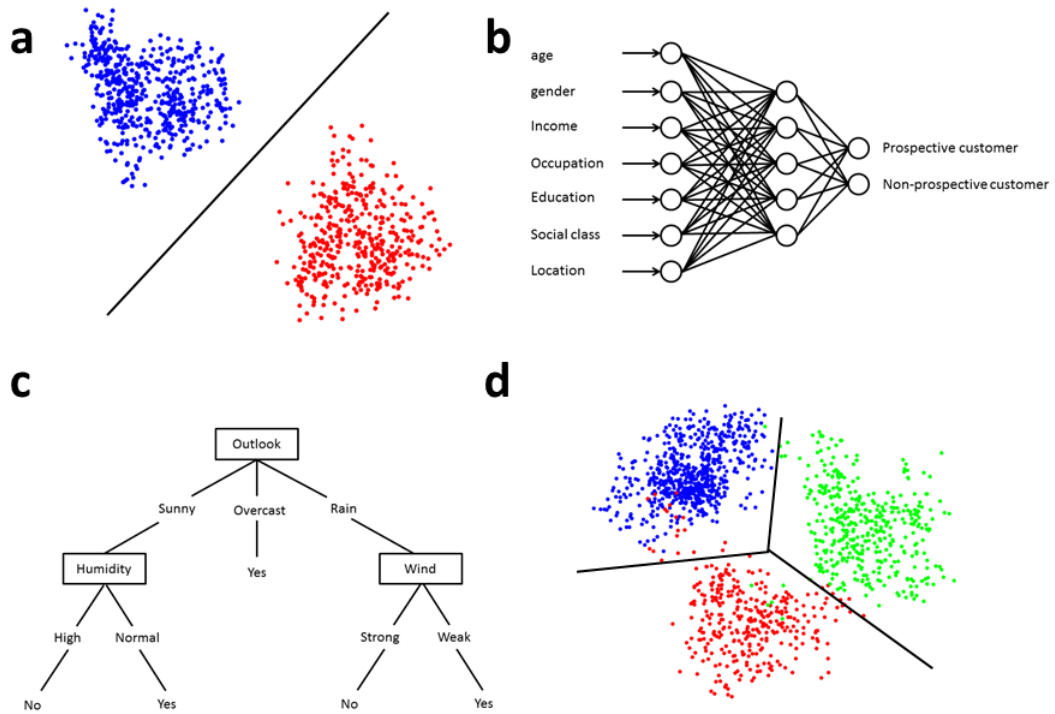 a
b
age
gender
Income
Occupation
Education
Social class
Location
Prospective customer
Non-prospective customer
c
Outlook
Sunny
Overcast
Rain
Humidity
Yes
Wind
High
Normal
Strong
Weak
No
Yes
No
Yes
d